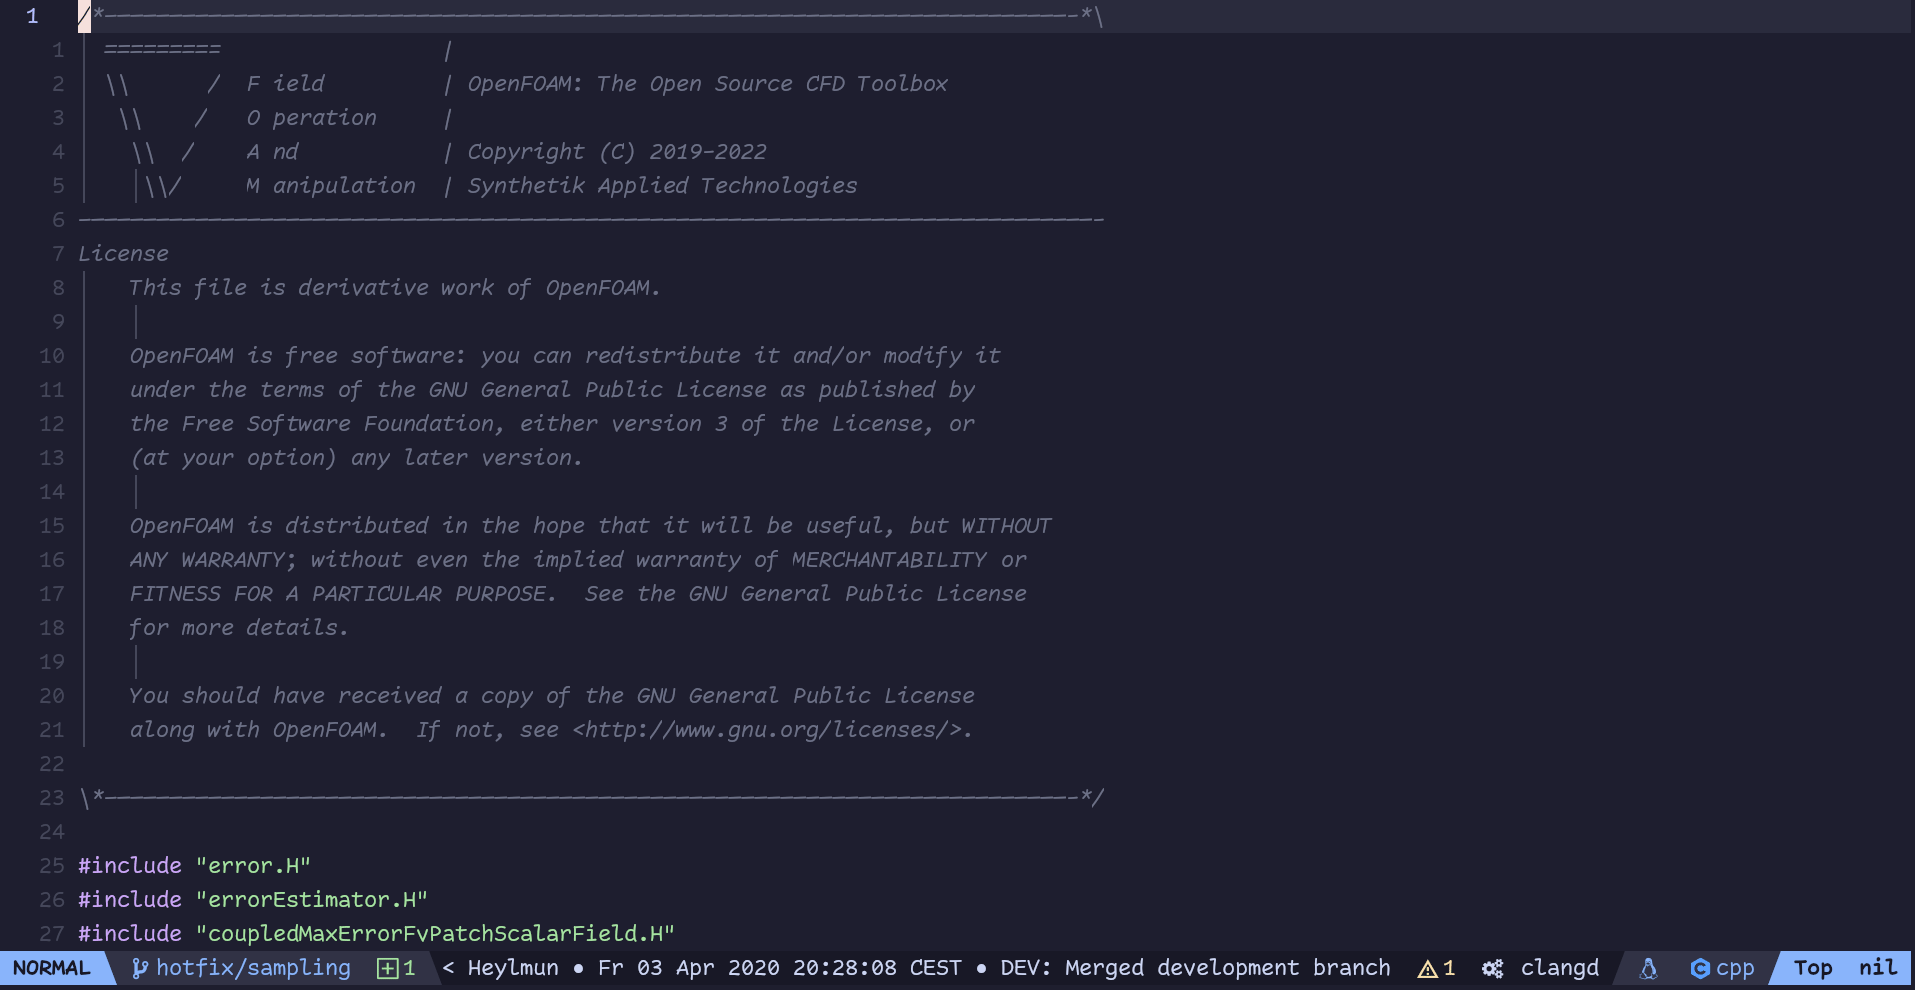 1 /*---------------------------------------------------------------------------*\
1 ========= |
2 \\ / F ield | OpenFOAM: The Open Source CFD Toolbox
3 \\ / O peration |
4 \\ / A nd | Copyright (C) 2019-2022
5 \\/ M anipulation | Synthetik Applied Technologies
6 -------------------------------------------------------------------------------
7 License
8 This file is derivative work of OpenFOAM.
9
10 OpenFOAM is free software: you can redistribute it and/or modify it
11 under the terms of the GNU General Public License as published by
12 the Free Software Foundation, either version 3 of the License, or
13 (at your option) any later version.
14
15 OpenFOAM is distributed in the hope that it will be useful, but WITHOUT
16 ANY WARRANTY; without even the implied warranty of MERCHANTABILITY or
17 FITNESS FOR A PARTICULAR PURPOSE.  See the GNU General Public License
18 for more details.
19
20 You should have received a copy of the GNU General Public License
21 along with OpenFOAM.  If not, see <http://www.gnu.org/licenses/>.
22
23 \*---------------------------------------------------------------------------*/
24
25 #include "error.H"
26 #include "errorEstimator.H"
27 #include "coupledMaxErrorFvPatchScalarField.H"
NORMAL hotfix/sampling 1 < Heylmun • Fr 03 Apr 2020 20:28:08 CEST • DEV: Merged development branch 1 clangd cpp Top nil